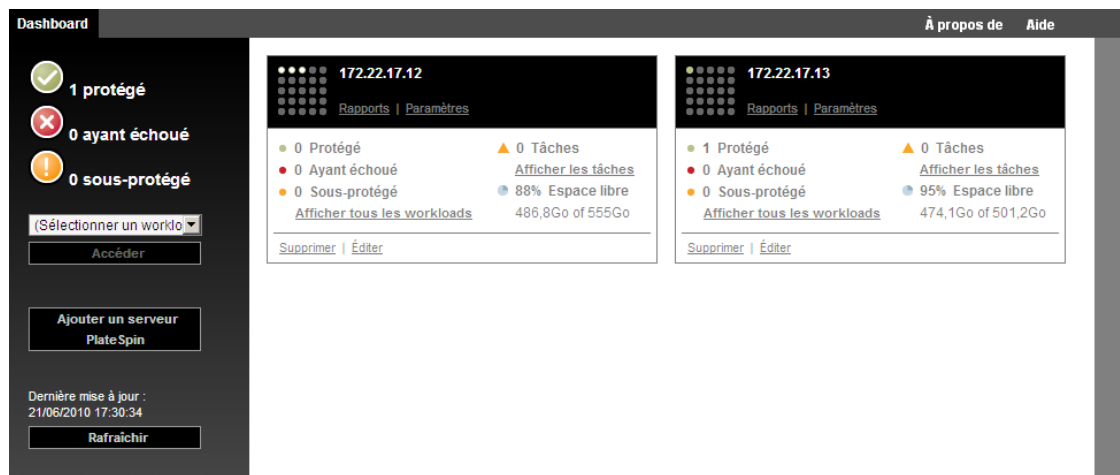 Dashboard
À propos de Aide
1 protégé
0 ayant échoué
0 sous-protégé
(Sélectionner un worklo
Accéder
Ajouter un serveur
PlateSpin
Dernière mise à jour :
21/06/2010 17:30:34
Rafraîchir
172.22.17.12
Rapports | Paramètres
0 Protégé
0 Ayant échoué
0 Sous-protégé
Afficher tous les workloads
0 Tâches
Afficher les tâches
88% Espace libre
486,8Go of 555Go
Supprimer | Éditer
172.22.17.13
Rapports | Paramètres
1 Protégé
0 Ayant échoué
0 Sous-protégé
Afficher tous les workloads
0 Tâches
Afficher les tâches
95% Espace libre
474,1Go of 501,2Go
Supprimer | Éditer